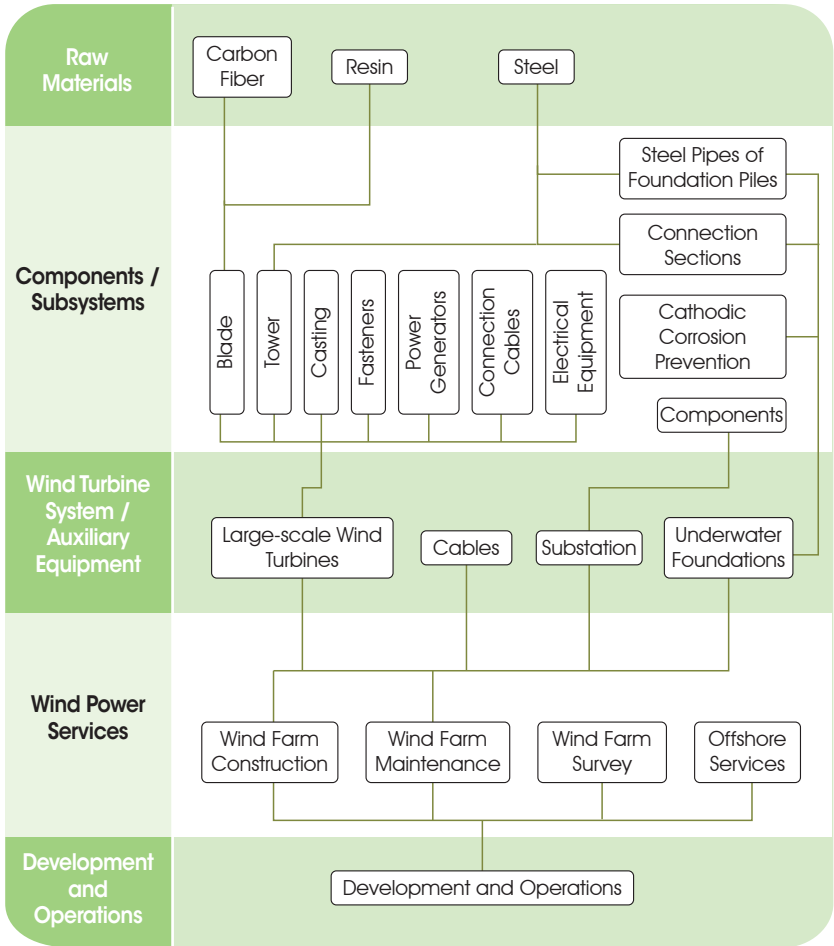 Raw
Materials
Carbon
Fiber
Resin
Steel
Components /
Subsystems
Steel Pipes of
Foundation Piles
Connection
Sections
Cathodic
Corrosion
Prevention
Components
Blade
Tower
Casting
Fasteners
Power
Generators
Connection
Cables
Electrical
Equipment
Wind Turbine
System /
Auxiliary
Equipment
Large-scale Wind
Turbines
Cables
Substation
Underwater
Foundations
Wind Power
Services
Wind Farm
Construction
Wind Farm
Maintenance
Wind Farm
Survey
Offshore
Services
Development
and
Operations
Development and Operations